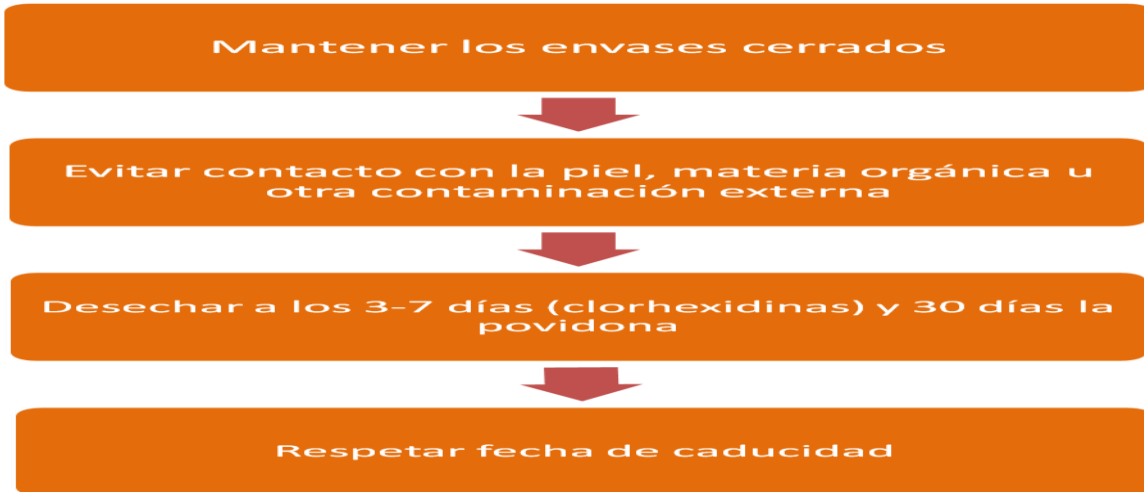 Mantener los envases cerrados
Evitar contacto con la piel, materia orgánica u
otra contaminación externa
Desechar a los 3-7 días (clorhexidinas) y 30 días la
povidona
Respetar fecha de caducidad